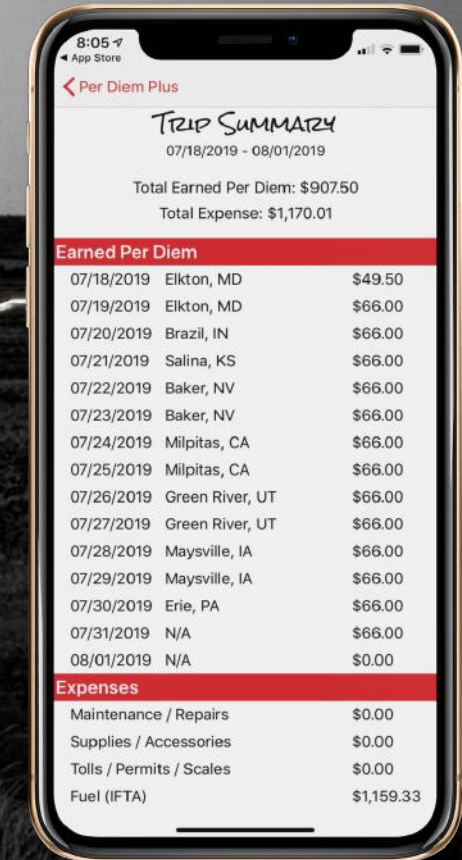 8:05
App Store
Per Diem Plus
TRIP SUMMARY
07/18/2019 - 08/01/2019
Total Earned Per Diem: $907.50
Total Expense: $1,170.01
Earned Per Diem
07/18/2019 Elkton, MD $49.50
07/19/2019 Elkton, MD $66.00
07/20/2019 Brazil, IN $66.00
07/21/2019 Salina, KS $66.00
07/22/2019 Baker, NV $66.00
07/23/2019 Baker, NV $66.00
07/24/2019 Milpitas, CA $66.00
07/25/2019 Milpitas, CA $66.00
07/26/2019 Green River, UT $66.00
07/27/2019 Green River, UT $66.00
07/28/2019 Maysville, IA $66.00
07/29/2019 Maysville, IA $66.00
07/30/2019 Erie, PA $66.00
07/31/2019 N/A $66.00
08/01/2019 N/A $0.00
Expenses
Maintenance / Repairs $0.00
Supplies / Accessories $0.00
Tolls / Permits / Scales $0.00
Fuel (IFTA) $1,159.33